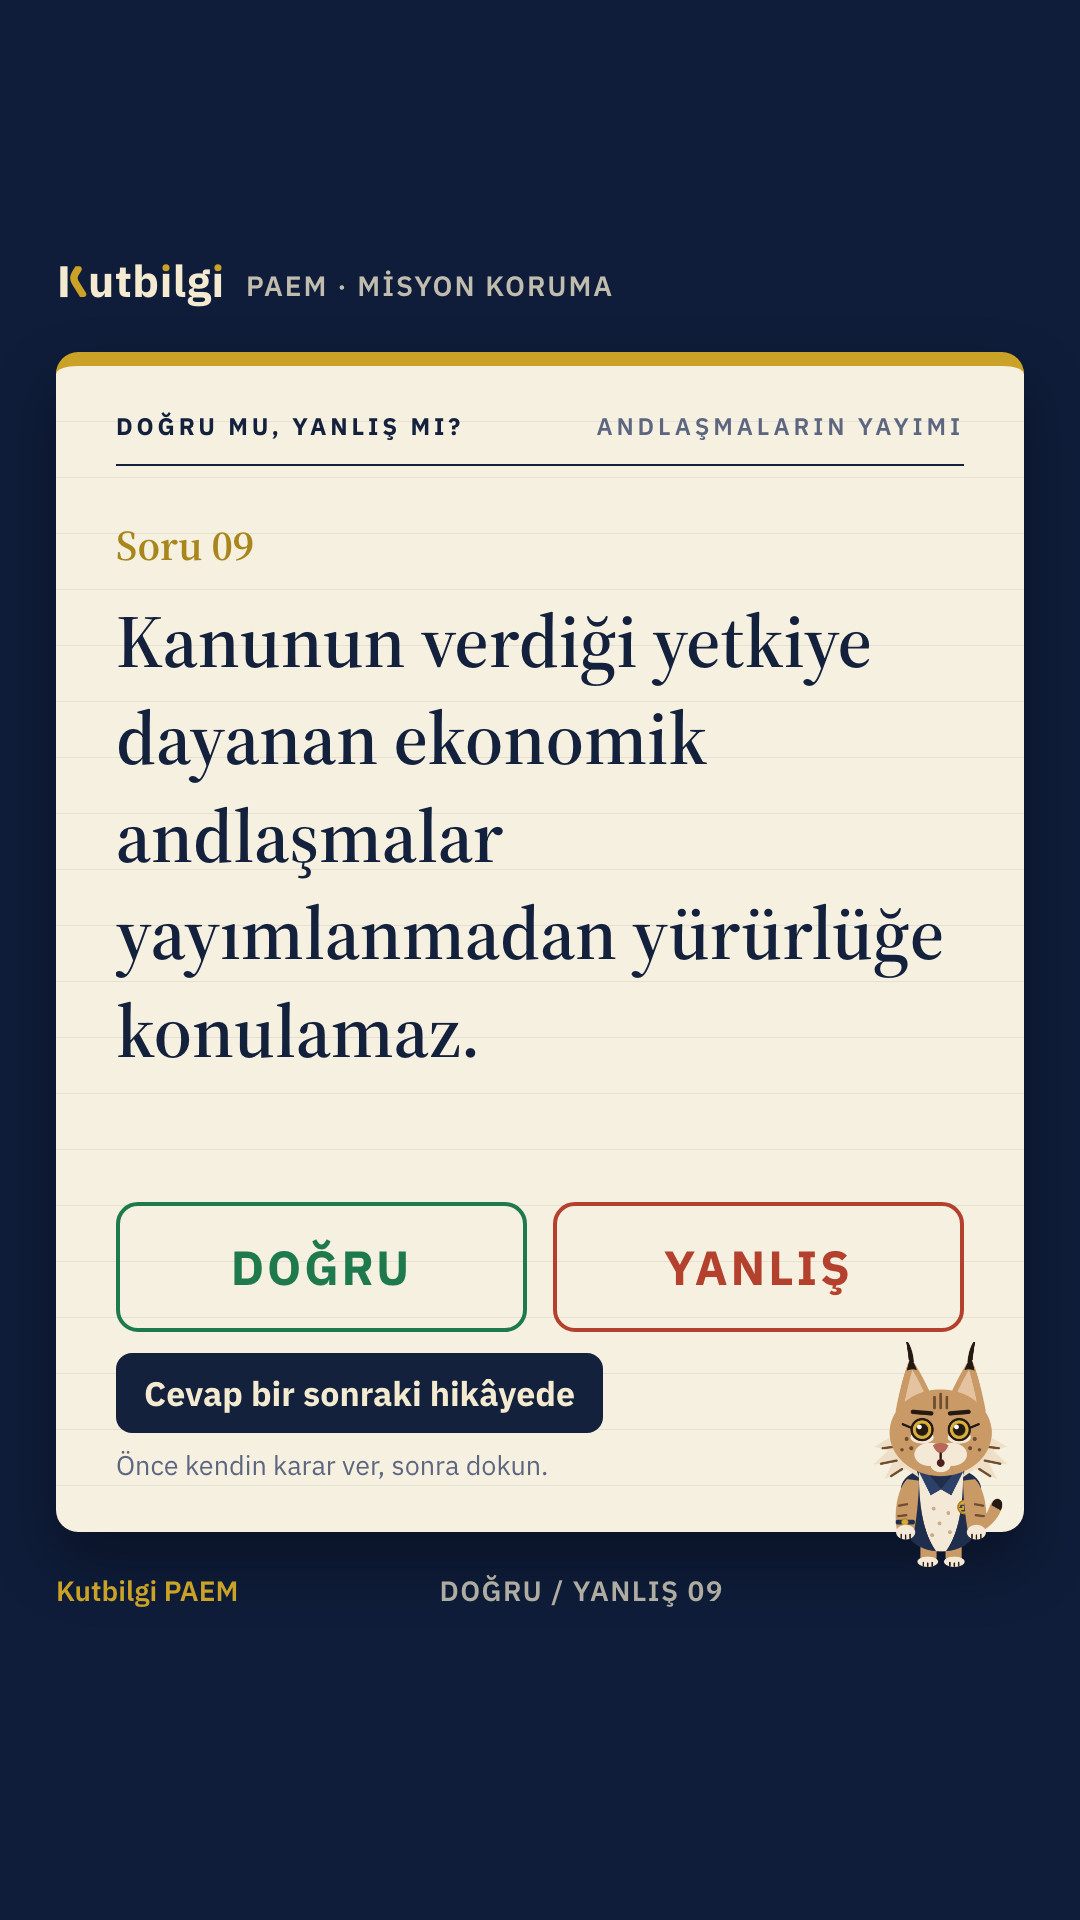 Kutbilgi PAEM · MİSYON KORUMA
DOĞRU MU, YANLIŞ MI? ANDLAŞMALARIN YAYIMI
Soru 09
Kanunun verdiği yetkiye
dayanan ekonomik
andlaşmalar
yayımlanmadan yürürlüğe
konulamaz.
DOĞRU YANLIŞ
Cevap bir sonraki hikâyede
Önce kendin karar ver, sonra dokun.
Kutbilgi PAEM DOĞRU / YANLIŞ 09